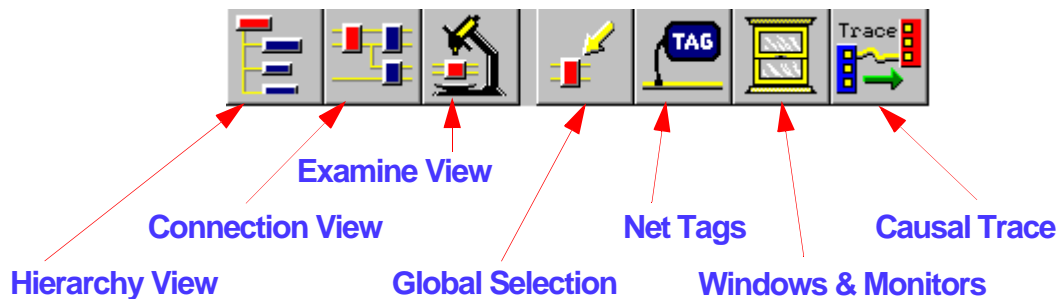 Trace
TAG
Examine View
Connection View
Net Tags
Causal Trace
Hierarchy View
Global Selection
Windows & Monitors